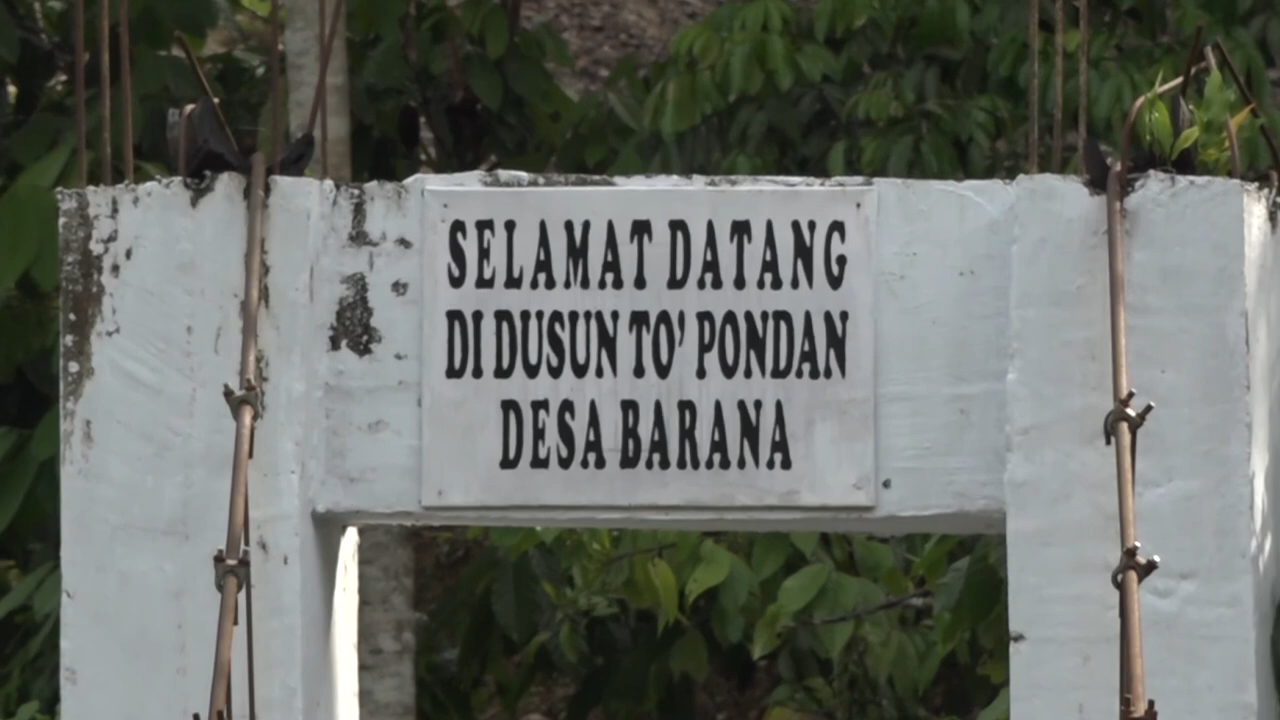 SELAMAT DATANG
DI DUSUN TO’ PONDAN
DESA BARANA